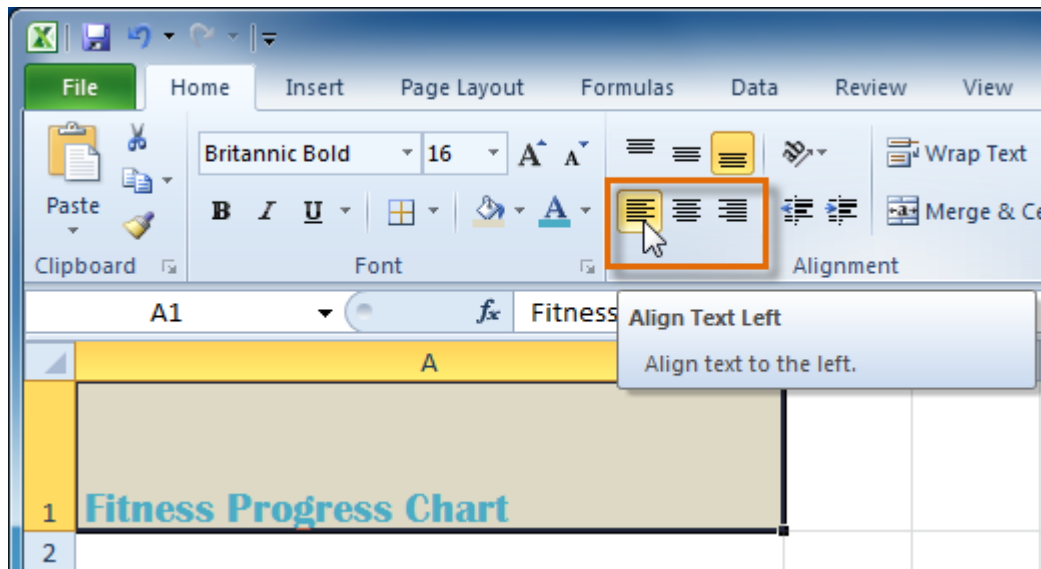 File Home Insert Page Layout Formulas Data Review View
Britannic Bold 16 A A Wrap Text
Paste B I U A Merge & Ce
Clipboard Font Alignment
A1 fx Fitness
Align Text Left
Align text to the left.
A
1 Fitness Progress Chart
2